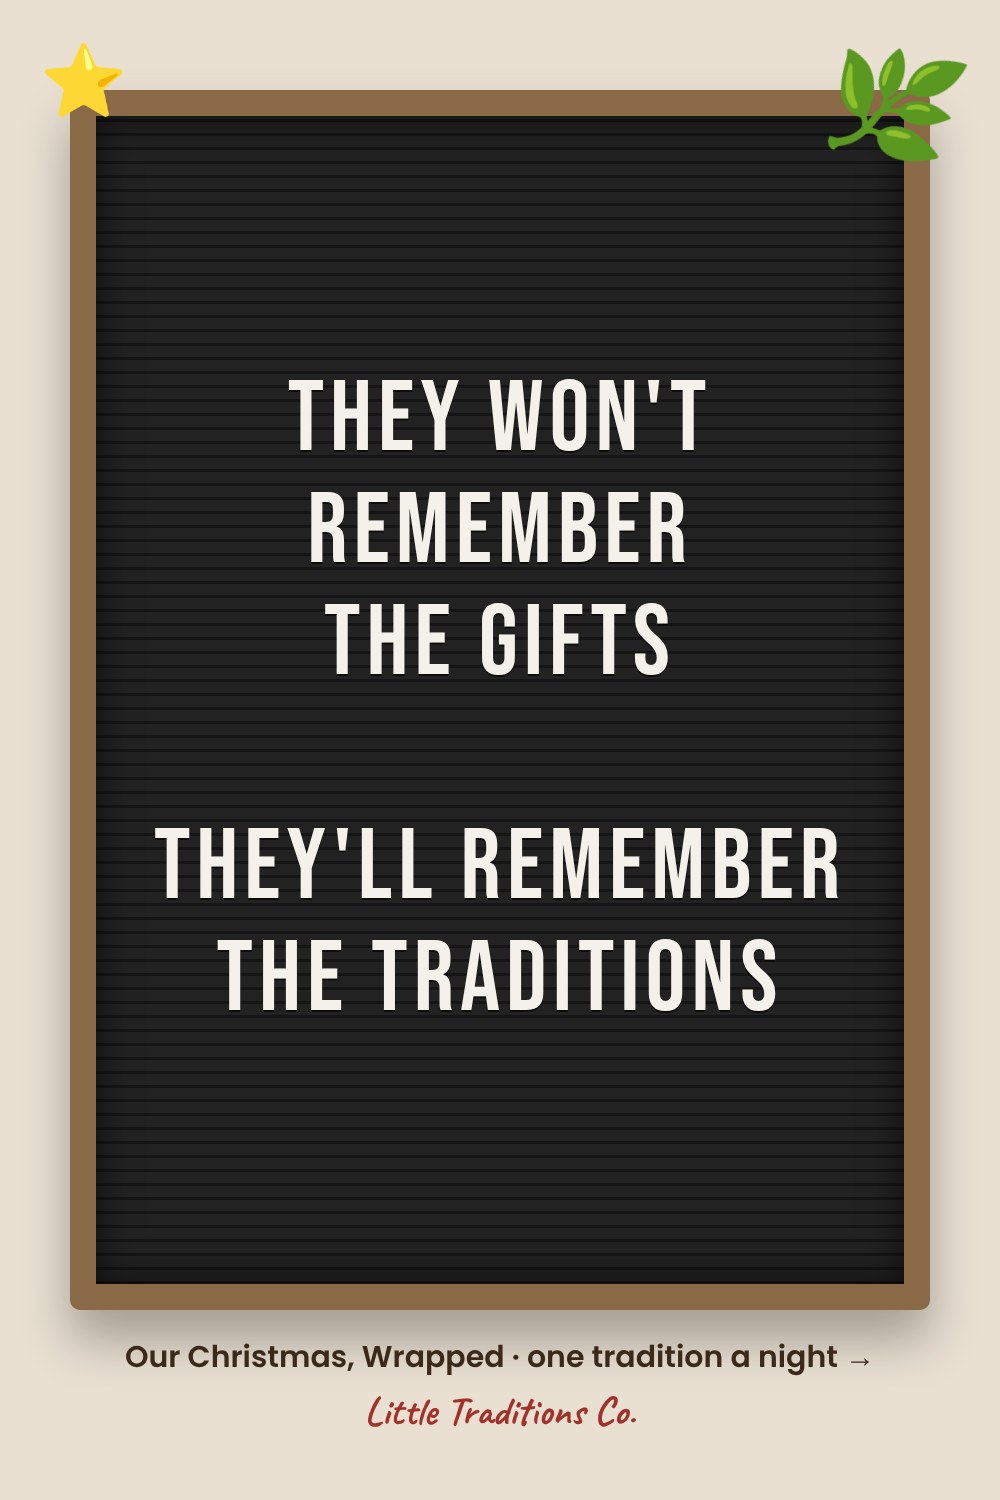 THEY WON'T
REMEMBER
THE GIFTS
THEY'LL REMEMBER
THE TRADITIONS
Our Christmas, Wrapped · one tradition a night →
Little Traditions Co.